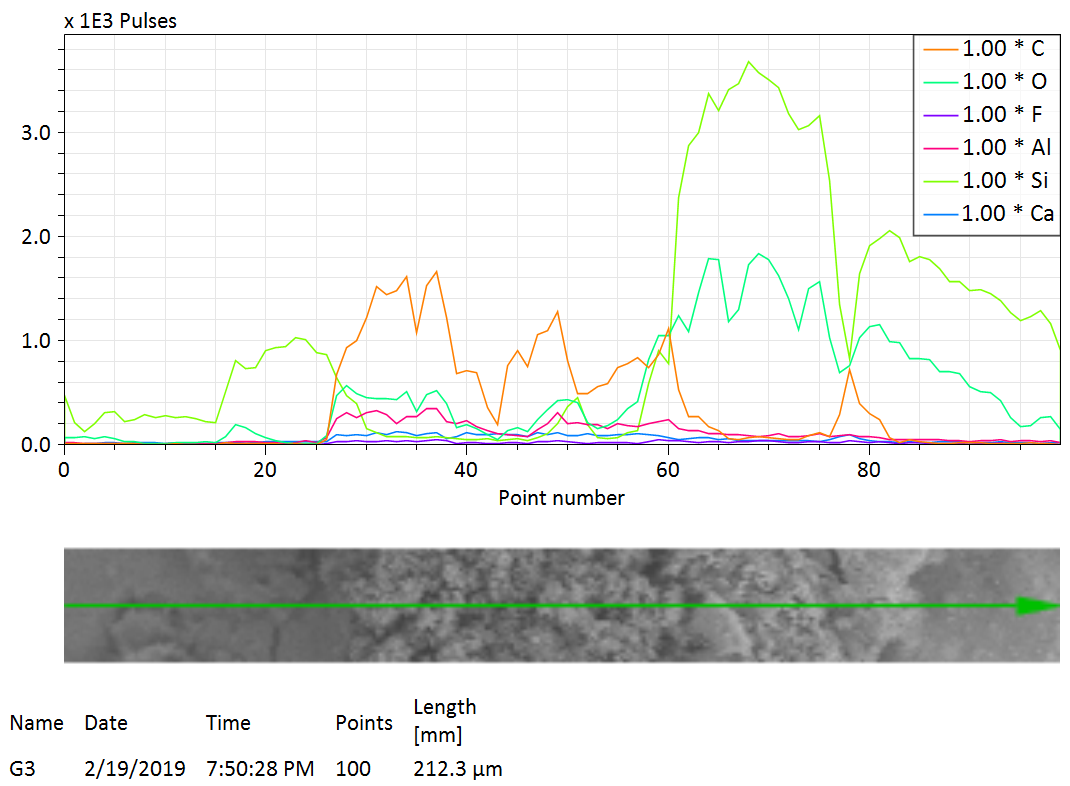 x 1E3 Pulses
1.00 * C
1.00 * O
1.00 * F
1.00 * Al
1.00 * Si
1.00 * Ca
3.0
2.0
1.0
0.0
0 20 40 60 80
Point number
Name Date Time Points Length [mm]
G3 2/19/2019 7:50:28 PM 100 212.3 µm